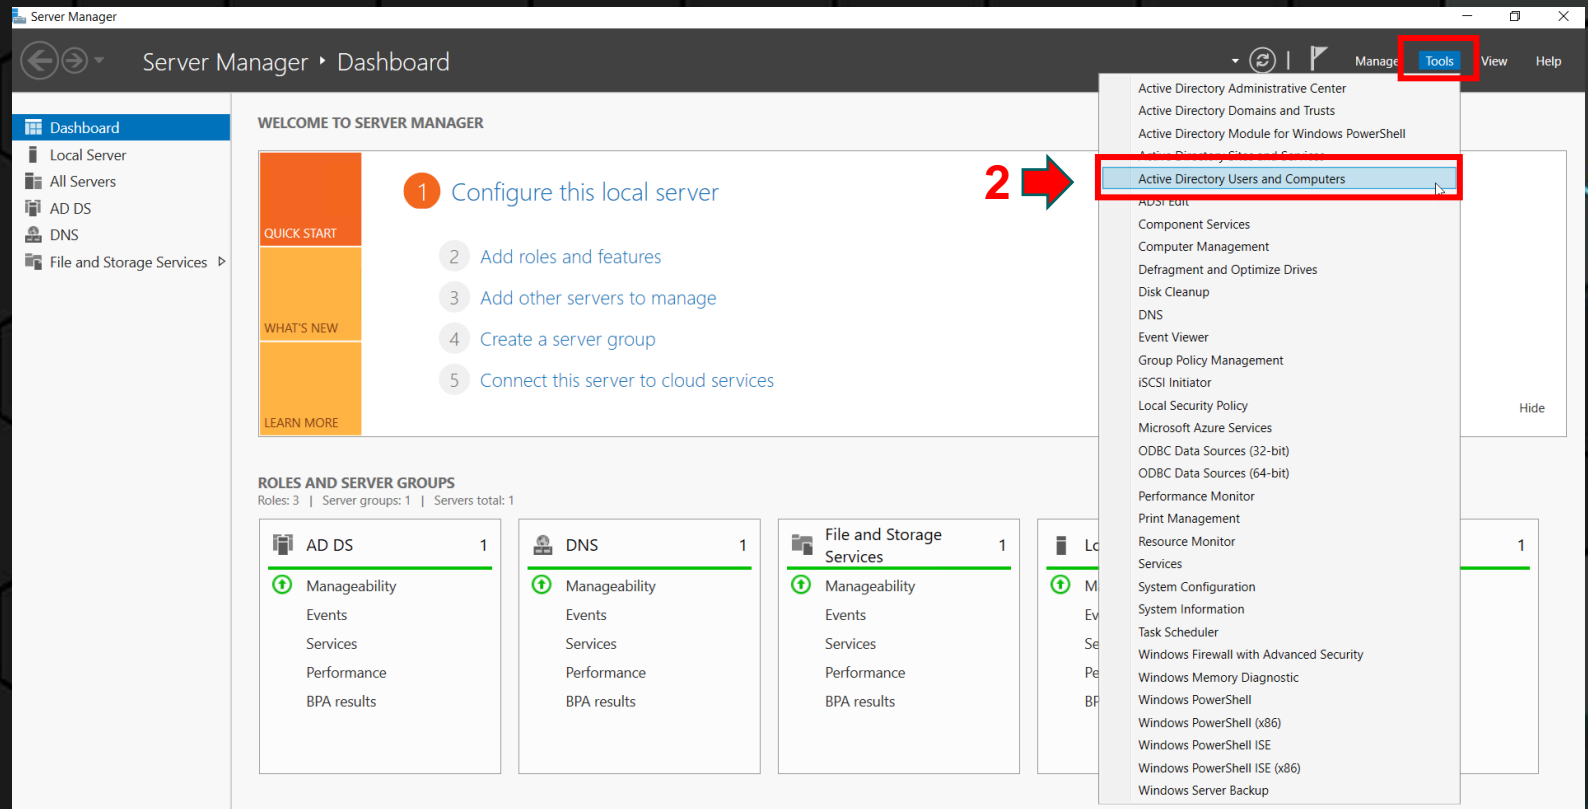 Server Manager
Server Manager ‣ Dashboard
Manage Tools View Help
Dashboard
Local Server
All Servers
AD DS
DNS
File and Storage Services
WELCOME TO SERVER MANAGER
QUICK START
WHAT'S NEW
LEARN MORE
1 Configure this local server
2 Add roles and features
3 Add other servers to manage
4 Create a server group
5 Connect this server to cloud services
Hide
ROLES AND SERVER GROUPS
Roles: 3 | Server groups: 1 | Servers total: 1
AD DS 1
Manageability
Events
Services
Performance
BPA results
DNS 1
Manageability
Events
Services
Performance
BPA results
File and Storage
Services 1
Manageability
Events
Services
Performance
BPA results
1
2
Active Directory Administrative Center
Active Directory Domains and Trusts
Active Directory Module for Windows PowerShell
Active Directory Sites and Services
Active Directory Users and Computers
ADSI Edit
Component Services
Computer Management
Defragment and Optimize Drives
Disk Cleanup
DNS
Event Viewer
Group Policy Management
iSCSI Initiator
Local Security Policy
Microsoft Azure Services
ODBC Data Sources (32-bit)
ODBC Data Sources (64-bit)
Performance Monitor
Print Management
Resource Monitor
Services
System Configuration
System Information
Task Scheduler
Windows Firewall with Advanced Security
Windows Memory Diagnostic
Windows PowerShell
Windows PowerShell (x86)
Windows PowerShell ISE
Windows PowerShell ISE (x86)
Windows Server Backup